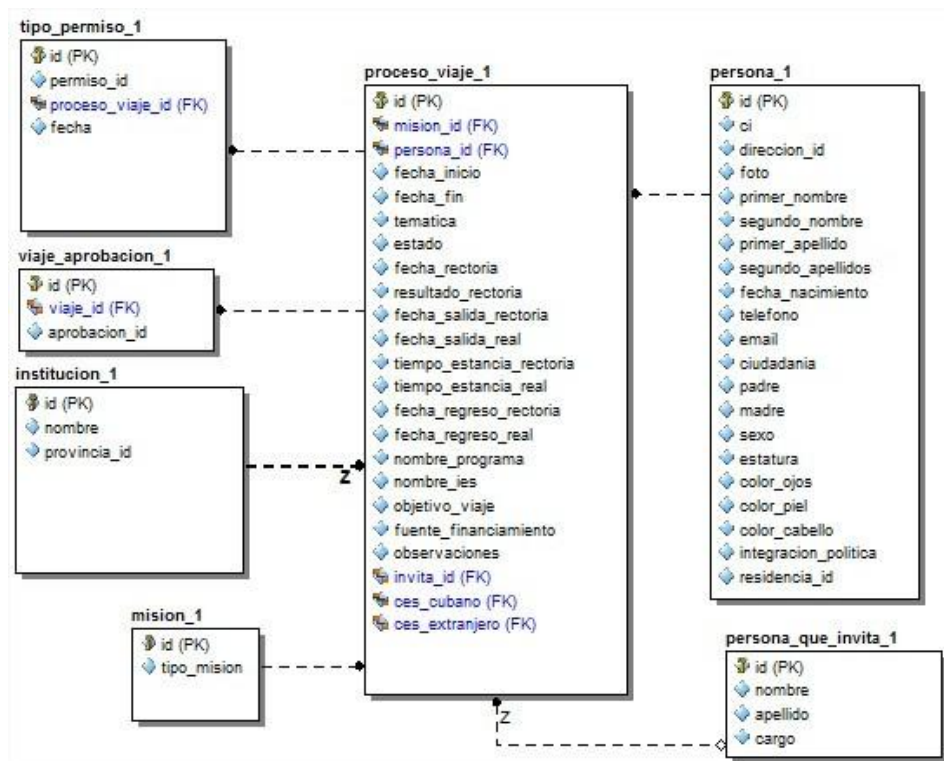 tipo_permiso_1
id (PK)
permiso_id
proceso_viaje_id (FK)
fecha
viaje_aprobacion_1
id (PK)
viaje_id (FK)
aprobacion_id
institucion_1
id (PK)
nombre
provincia_id
mision_1
id (PK)
tipo_mision
proceso_viaje_1
id (PK)
mision_id (FK)
persona_id (FK)
fecha_inicio
fecha_fin
tematica
estado
fecha_rectoria
resultado_rectoria
fecha_salida_rectoria
fecha_salida_real
tiempo_estancia_rectoria
tiempo_estancia_real
fecha_regreso_rectoria
fecha_regreso_real
nombre_programa
nombre_ies
objetivo_viaje
fuente_financiamiento
observaciones
invita_id (FK)
ces_cubano (FK)
ces_extranjero (FK)
Z
Z
persona_1
id (PK)
ci
direccion_id
foto
primer_nombre
segundo_nombre
primer_apellido
segundo_apellidos
fecha_nacimiento
telefono
email
ciudadania
padre
madre
sexo
estatura
color_ojos
color_piel
color_cabello
integracion_politica
residencia_id
persona_que_invita_1
id (PK)
nombre
apellido
cargo